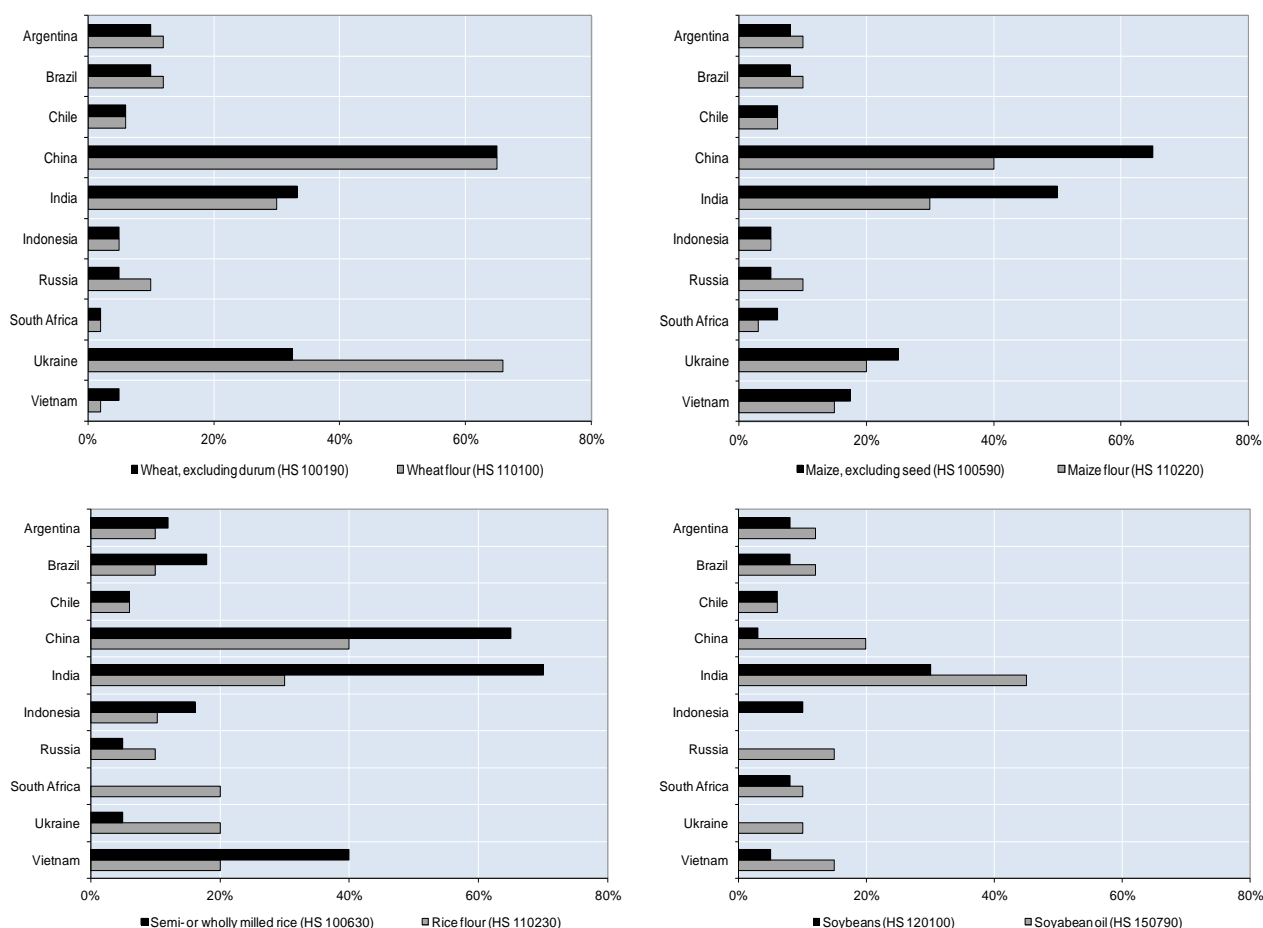 Argentina
Brazil
Chile
China
India
Indonesia
Russia
South Africa
Ukraine
Vietnam
0% 20% 40% 60% 80%
Wheat, excluding durum (HS 100190) Wheat flour (HS 110100)
Argentina
Brazil
Chile
China
India
Indonesia
Russia
South Africa
Ukraine
Vietnam
0% 20% 40% 60% 80%
Maize, excluding seed (HS 100590) Maize flour (HS 110220)
Argentina
Brazil
Chile
China
India
Indonesia
Russia
South Africa
Ukraine
Vietnam
0% 20% 40% 60% 80%
Semi- or wholly milled rice (HS 100630) Rice flour (HS 110230)
Argentina
Brazil
Chile
China
India
Indonesia
Russia
South Africa
Ukraine
Vietnam
0% 20% 40% 60% 80%
Soybeans (HS 120100) Soyabean oil (HS 150790)